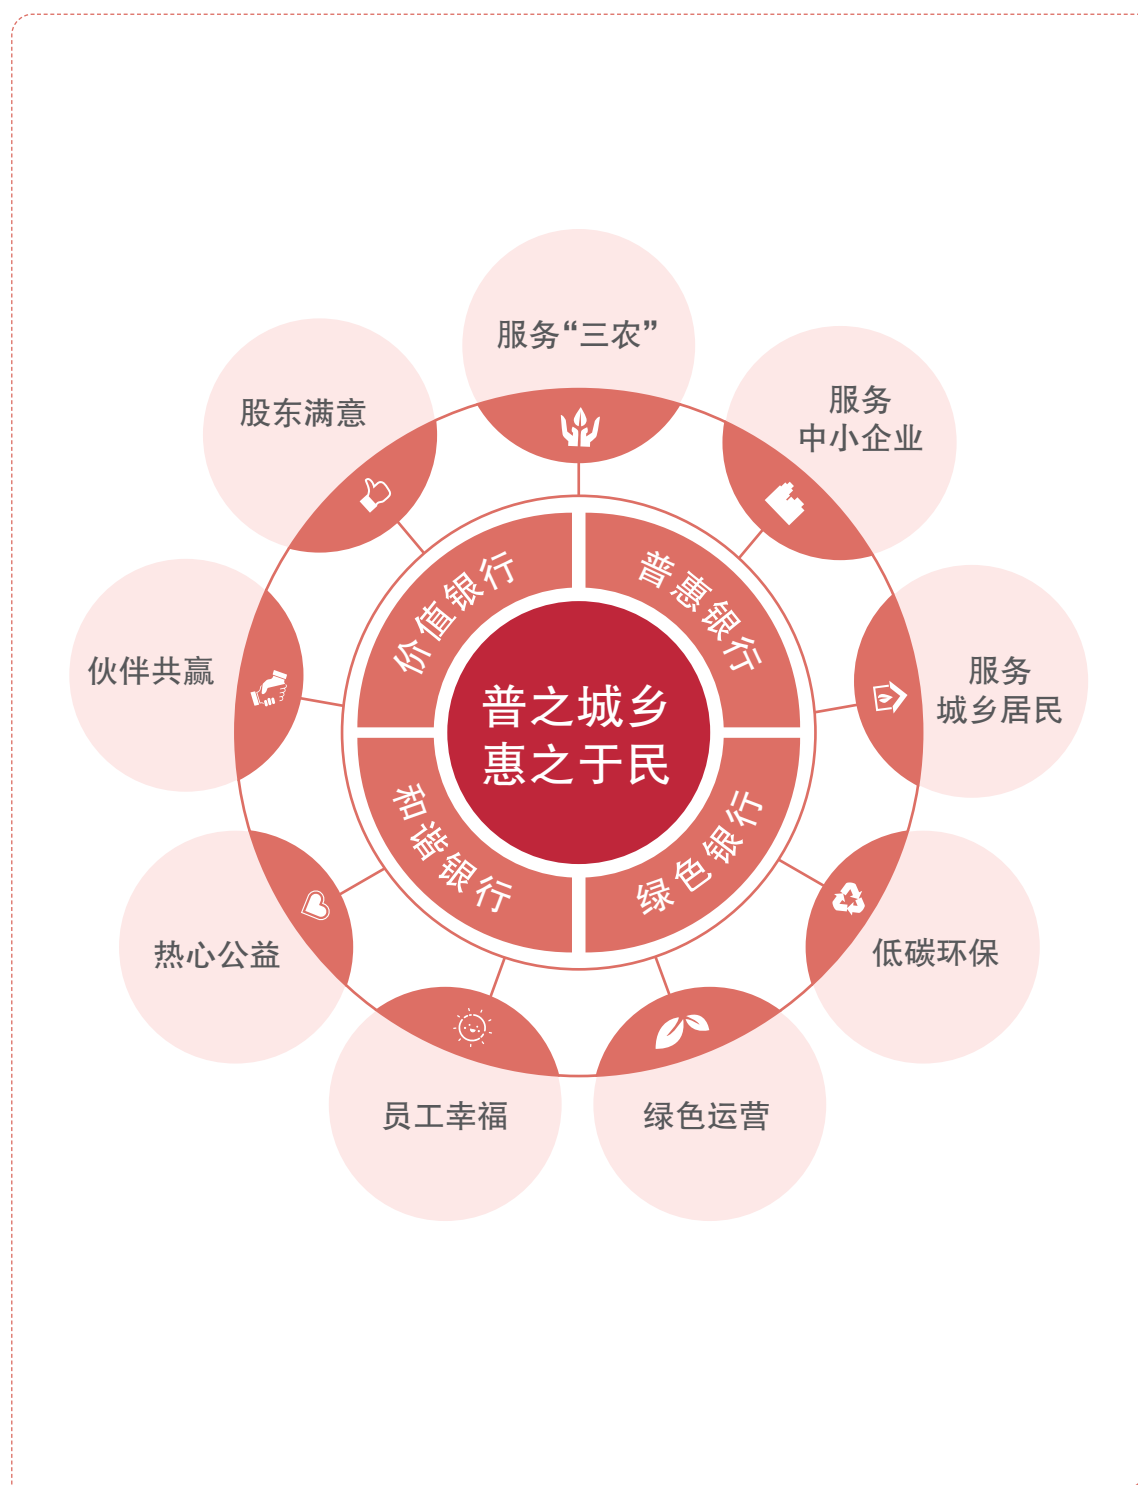 服务“三农”
服务
中小企业
服务
城乡居民
低碳环保
绿色运营
员工幸福
热心公益
伙伴共赢
股东满意
价值银行
普惠银行
和谐银行
绿色银行
普之城乡
惠之于民